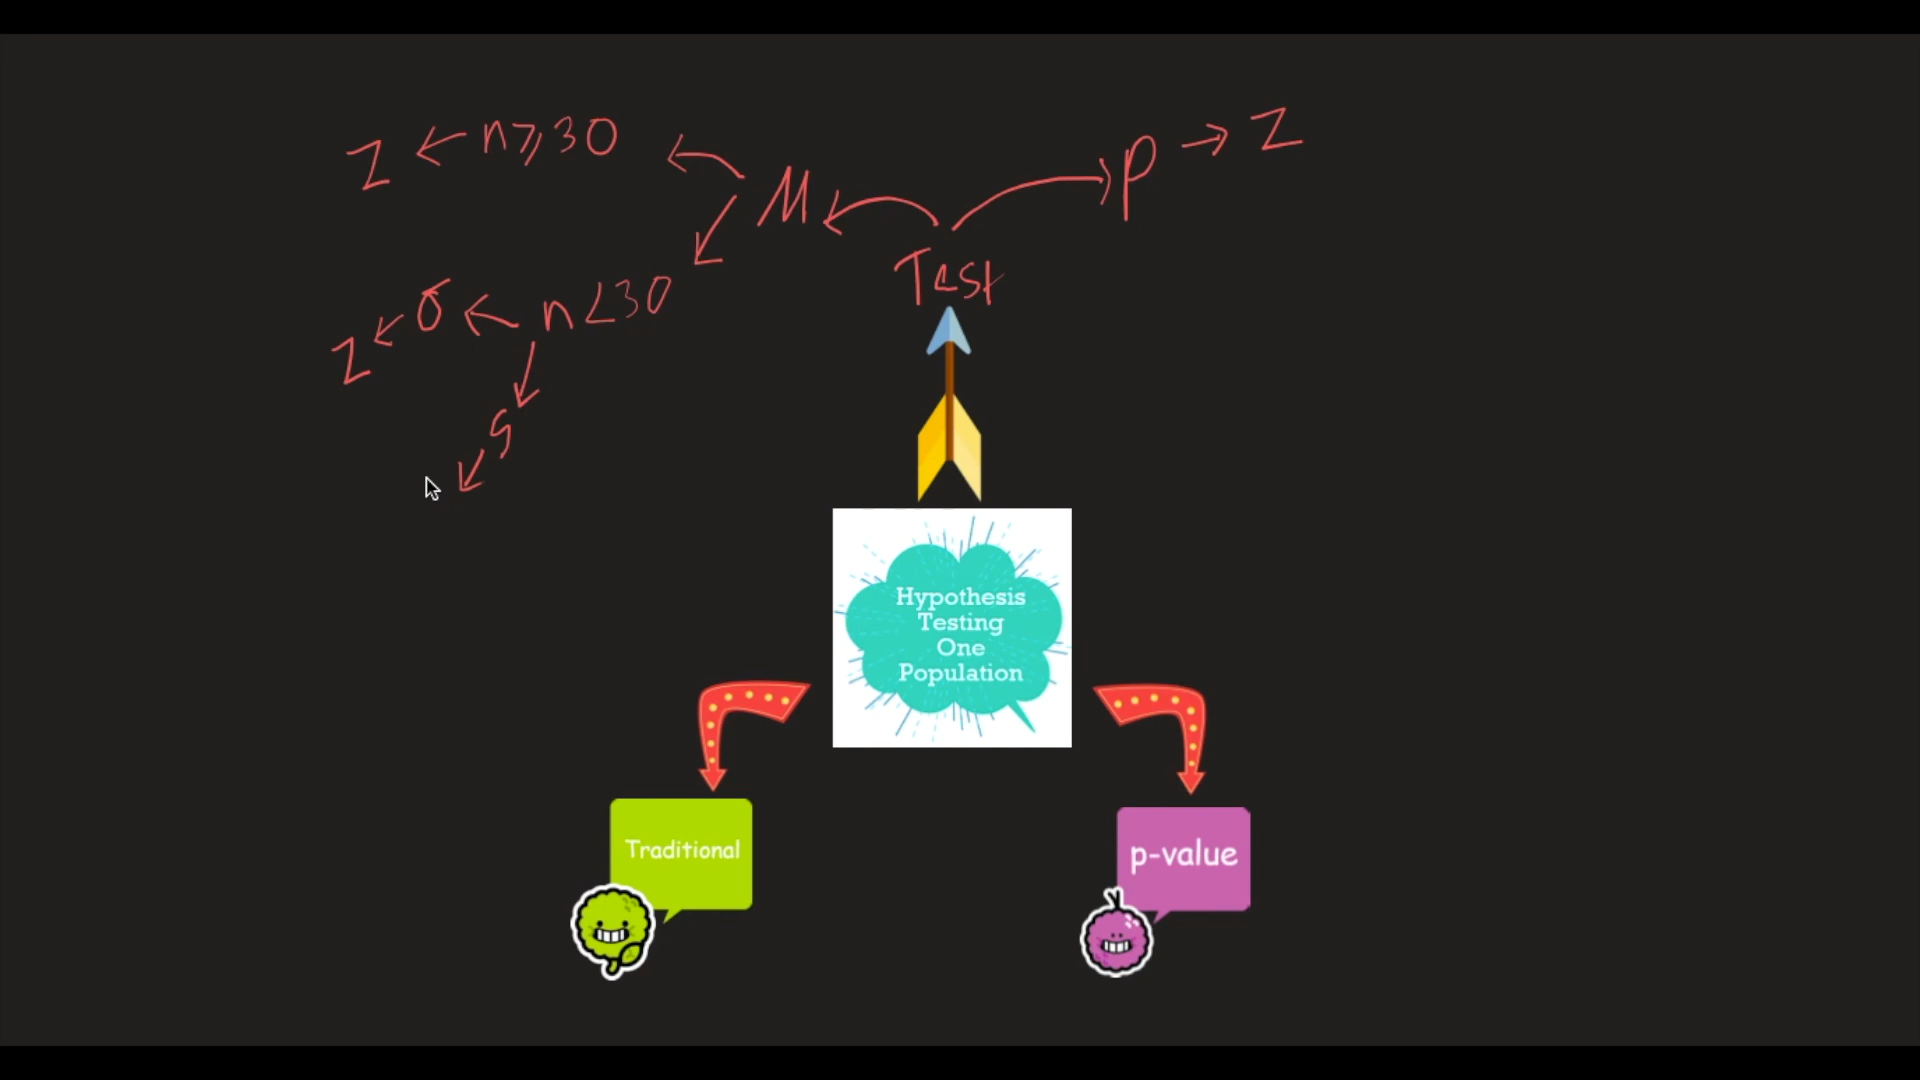 Z ← n ⩾ 30
M
p → Z
Test
Z ← σ ← n < 30
s
Hypothesis
Testing
One
Population
Traditional
p-value